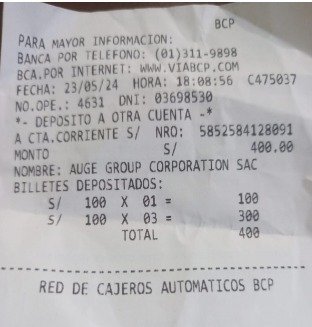 BCP
PARA MAYOR INFORMACION:
BANCA POR TELEFONO: (01)311-9898
BCA.POR INTERNET: WWW.VIABCP.COM
FECHA: 23/05/24 HORA: 18:08:56 C475037
NO.OPE.: 4631 DNI: 03698530
*- DEPOSITO A OTRA CUENTA -*
A CTA.CORRIENTE S/ NRO: 5852584128091
MONTO S/ 400.00
NOMBRE: AUGE GROUP CORPORATION SAC
BILLETES DEPOSITADOS:
S/ 100 X 01 = 100
S/ 100 X 03 = 300
TOTAL 400
RED DE CAJEROS AUTOMATICOS BCP